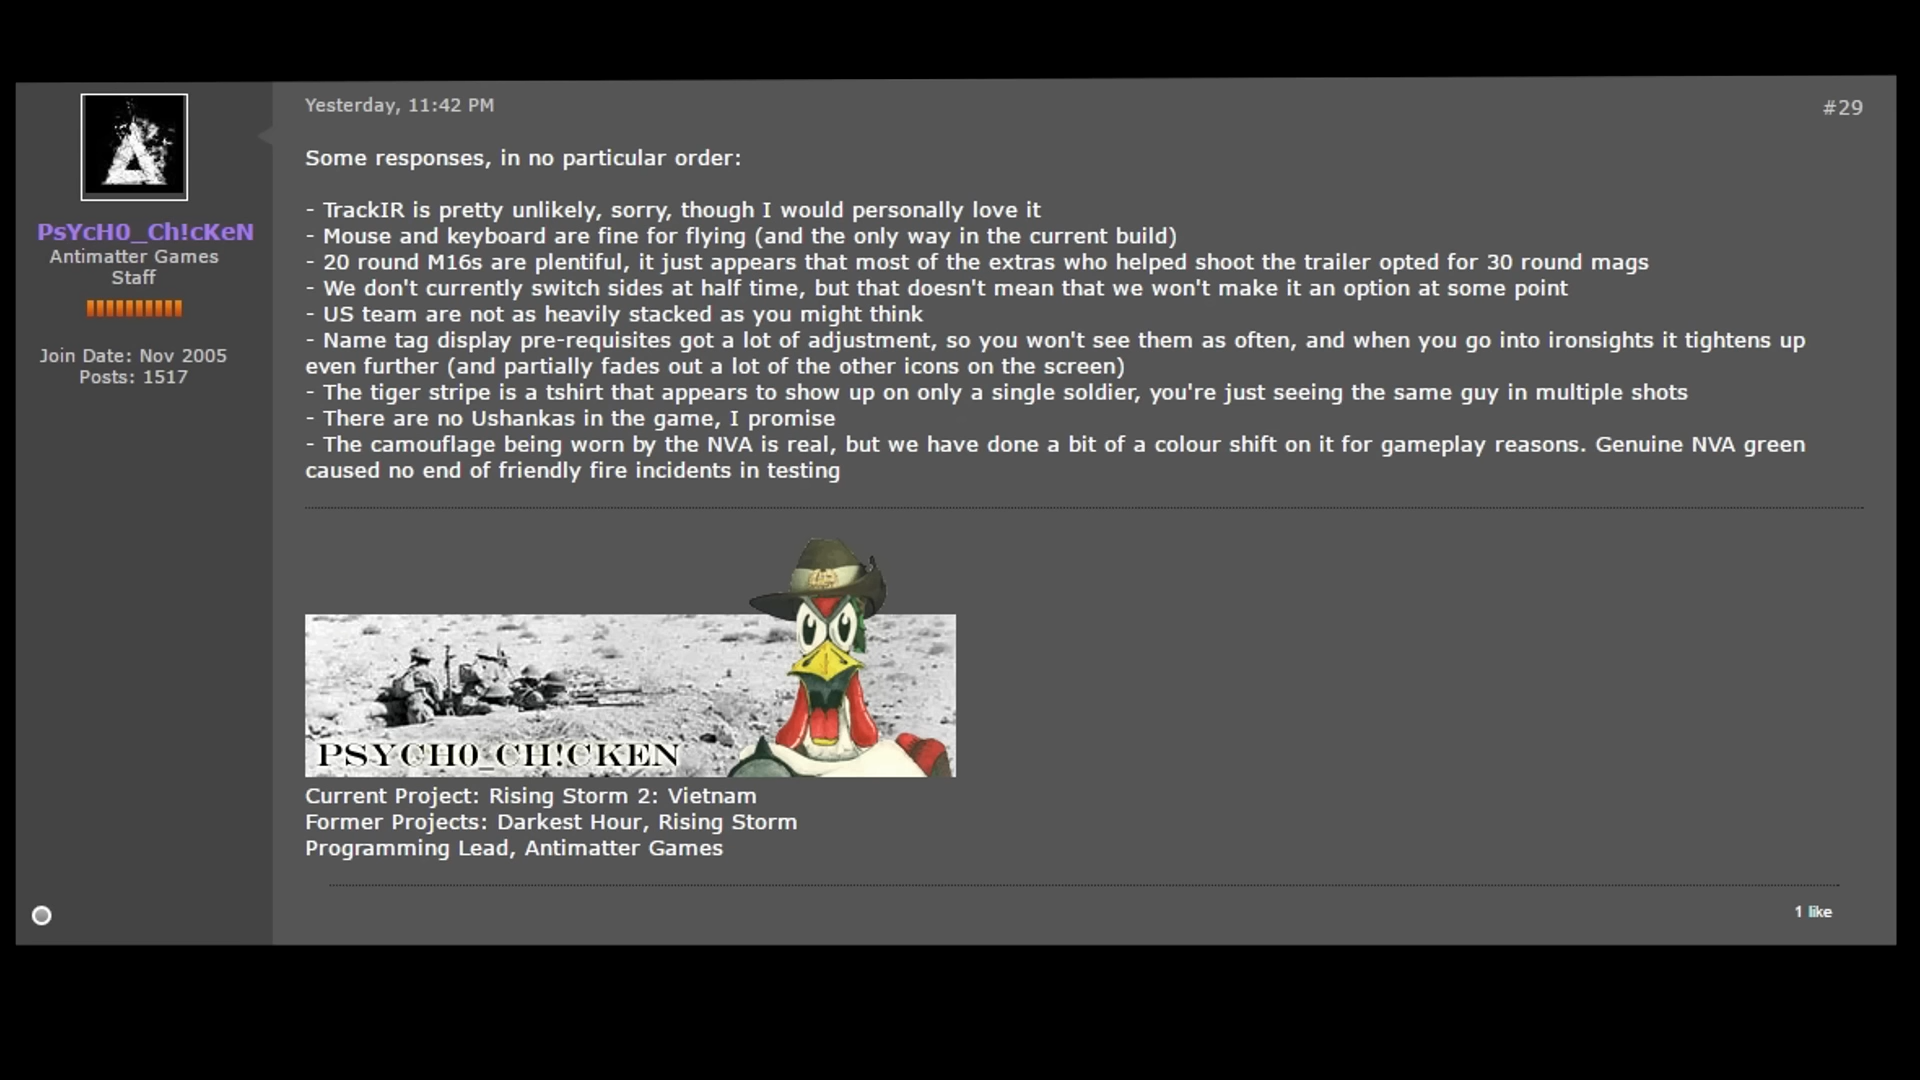 Yesterday, 11:42 PM
#29
PsYcH0_Ch!cKeN
Antimatter Games
Staff
Join Date: Nov 2005
Posts: 1517
Some responses, in no particular order:
- TrackIR is pretty unlikely, sorry, though I would personally love it
- Mouse and keyboard are fine for flying (and the only way in the current build)
- 20 round M16s are plentiful, it just appears that most of the extras who helped shoot the trailer opted for 30 round mags
- We don't currently switch sides at half time, but that doesn't mean that we won't make it an option at some point
- US team are not as heavily stacked as you might think
- Name tag display pre-requisites got a lot of adjustment, so you won't see them as often, and when you go into ironsights it tightens up
even further (and partially fades out a lot of the other icons on the screen)
- The tiger stripe is a tshirt that appears to show up on only a single soldier, you're just seeing the same guy in multiple shots
- There are no Ushankas in the game, I promise
- The camouflage being worn by the NVA is real, but we have done a bit of a colour shift on it for gameplay reasons. Genuine NVA green
caused no end of friendly fire incidents in testing
PSYCH0_CH!CKEN
Current Project: Rising Storm 2: Vietnam
Former Projects: Darkest Hour, Rising Storm
Programming Lead, Antimatter Games
1 like